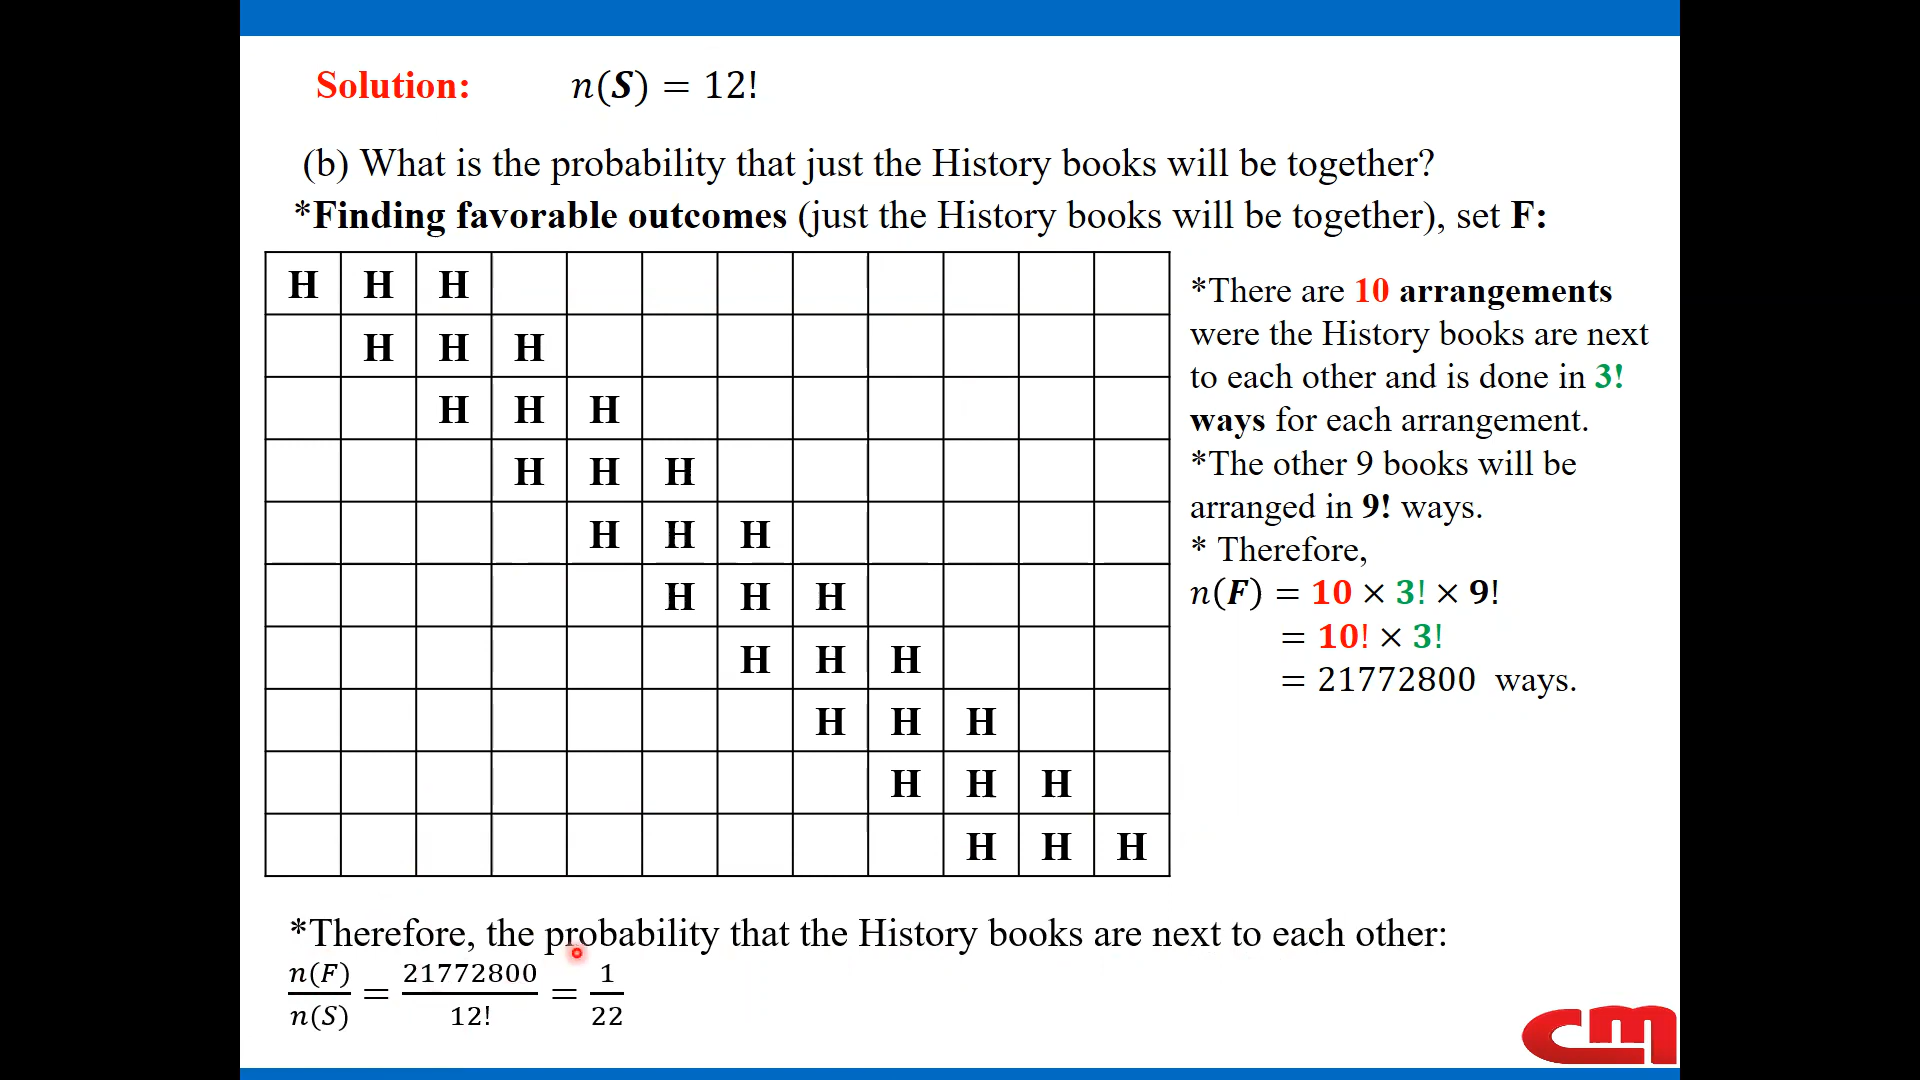 Solution: n(S) = 12!
(b) What is the probability that just the History books will be together?
*Finding favorable outcomes (just the History books will be together), set F:
H H H
H H H
H H H
H H H
H H H
H H H
H H H
H H H
H H H
H H H
*There are 10 arrangements
were the History books are next
to each other and is done in 3!
ways for each arrangement.
*The other 9 books will be
arranged in 9! ways.
* Therefore,
n(F) = 10 × 3! × 9!
= 10! × 3!
= 21772800 ways.
*Therefore, the probability that the History books are next to each other:
n(F)/n(S) = 21772800/12! = 1/22
cm